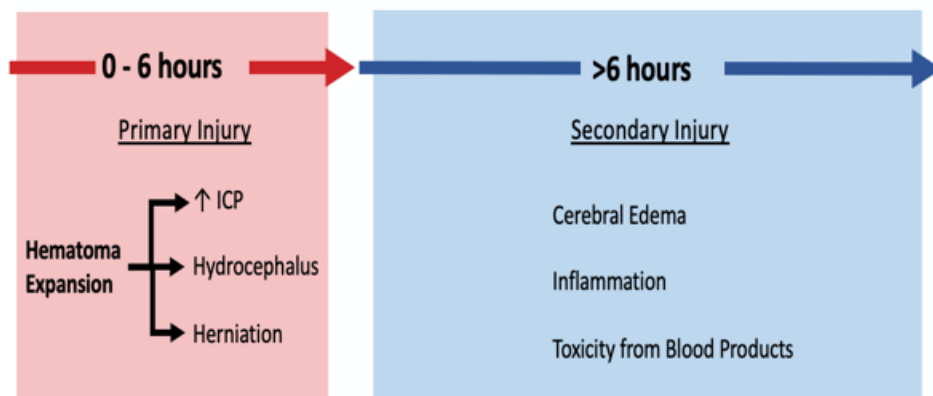 0 - 6 hours
Primary Injury
Hematoma
Expansion
↑ ICP
Hydrocephalus
Herniation
>6 hours
Secondary Injury
Cerebral Edema
Inflammation
Toxicity from Blood Products